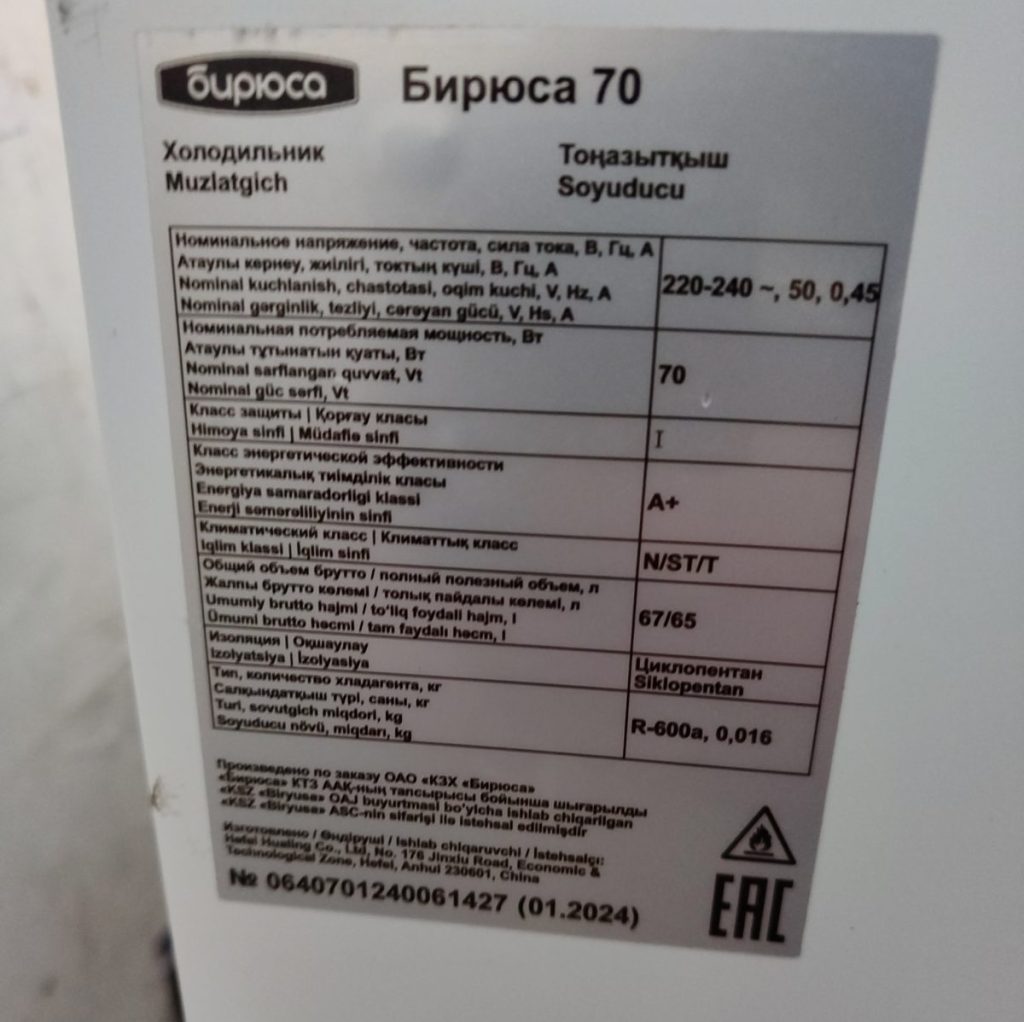 бирюса
Бирюса 70
Холодильник
Muzlatgich
Тоңазытқыш
Soyuducu
Номинальное напряжение, частота, сила тока, В, Гц, А
Атаулы кернеу, жиілігі, токтың күші, В, Гц, А
Nominal kuchlanish, chastotasi, oqim kuchi, V, Hz, A
Nominal gərginlik, tezliyi, cərəyan gücü, V, Hs, A
220-240 ~, 50, 0,45
Номинальная потребляемая мощность, Вт
Атаулы тұтынатын қуаты, Вт
Nominal sarflangan quvvat, Vt
Nominal güc sərfi, Vt
70
Класс защиты | Қорғау класы
Himoya sinfi | Müdafiə sinfi
I
Класс энергетической эффективности
Энергетикалық тиімділік класы
Energiya samaradorligi klassi
Enerji səmərəliliyinin sinfi
A+
Климатический класс | Климаттық класс
Iqlim klassi | İqlim sinfi
N/ST/T
Общий объем брутто / полный полезный объем, л
Жалпы брутто көлемі / толық пайдалы көлемі, л
Umumiy brutto hajmi / to‘liq foydali hajm, l
Ümumi brutto həcmi / tam faydalı həcm, l
67/65
Изоляция | Оқшаулау
Izolyatsiya | İzolyasiya
Циклопентан
Siklopentan
Тип, количество хладагента, кг
Салқындатқыш түрі, саны, кг
Turi, sovutgich miqdori, kg
Soyuducu növü, miqdarı, kg
R-600a, 0,016
Произведено по заказу ОАО «КЗХ «Бирюса»
«Бирюса» КТЗ ААҚ-ның тапсырысы бойынша шығарылды
«KSZ «Biryusa» OAJ buyurtmasi bo‘yicha ishlab chiqarilgan
«KSZ «Biryusa» ASC-nin sifarişi ilə istehsal edilmişdir
Изготовлено / Өндіруші / Ishlab chiqaruvchi / İstehsalçı:
Hefei Hualing Co., Ltd, No. 176 Jinxiu Road, Economic &
Technological Zone, Hefei, Anhui 230601, China
№ 0640701240061427 (01.2024)
EAC